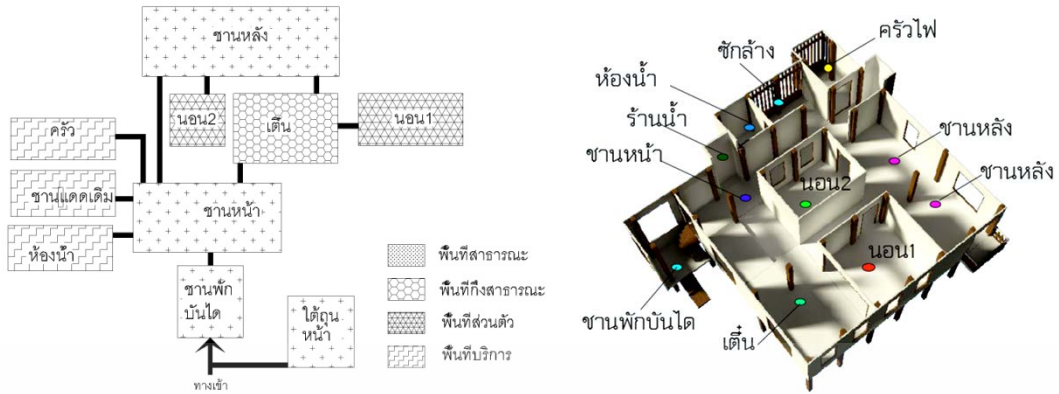 ชานหลัง
นอน2
เติ๋น
นอน1
ครัว
ชานแดดเดิม
ห้องน้ำ
ชานหน้า
ชานพัก
บันได
ใต้ถุน
หน้า
ทางเข้า
พื้นที่สาธารณะ
พื้นที่กึ่งสาธารณะ
พื้นที่ส่วนตัว
พื้นที่บริการ
ครัวไฟ
ซักล้าง
ห้องน้ำ
ร้านน้ำ
ชานหน้า
ชานหลัง
ชานหลัง
นอน2
นอน1
ชานพักบันได
เติ๋น